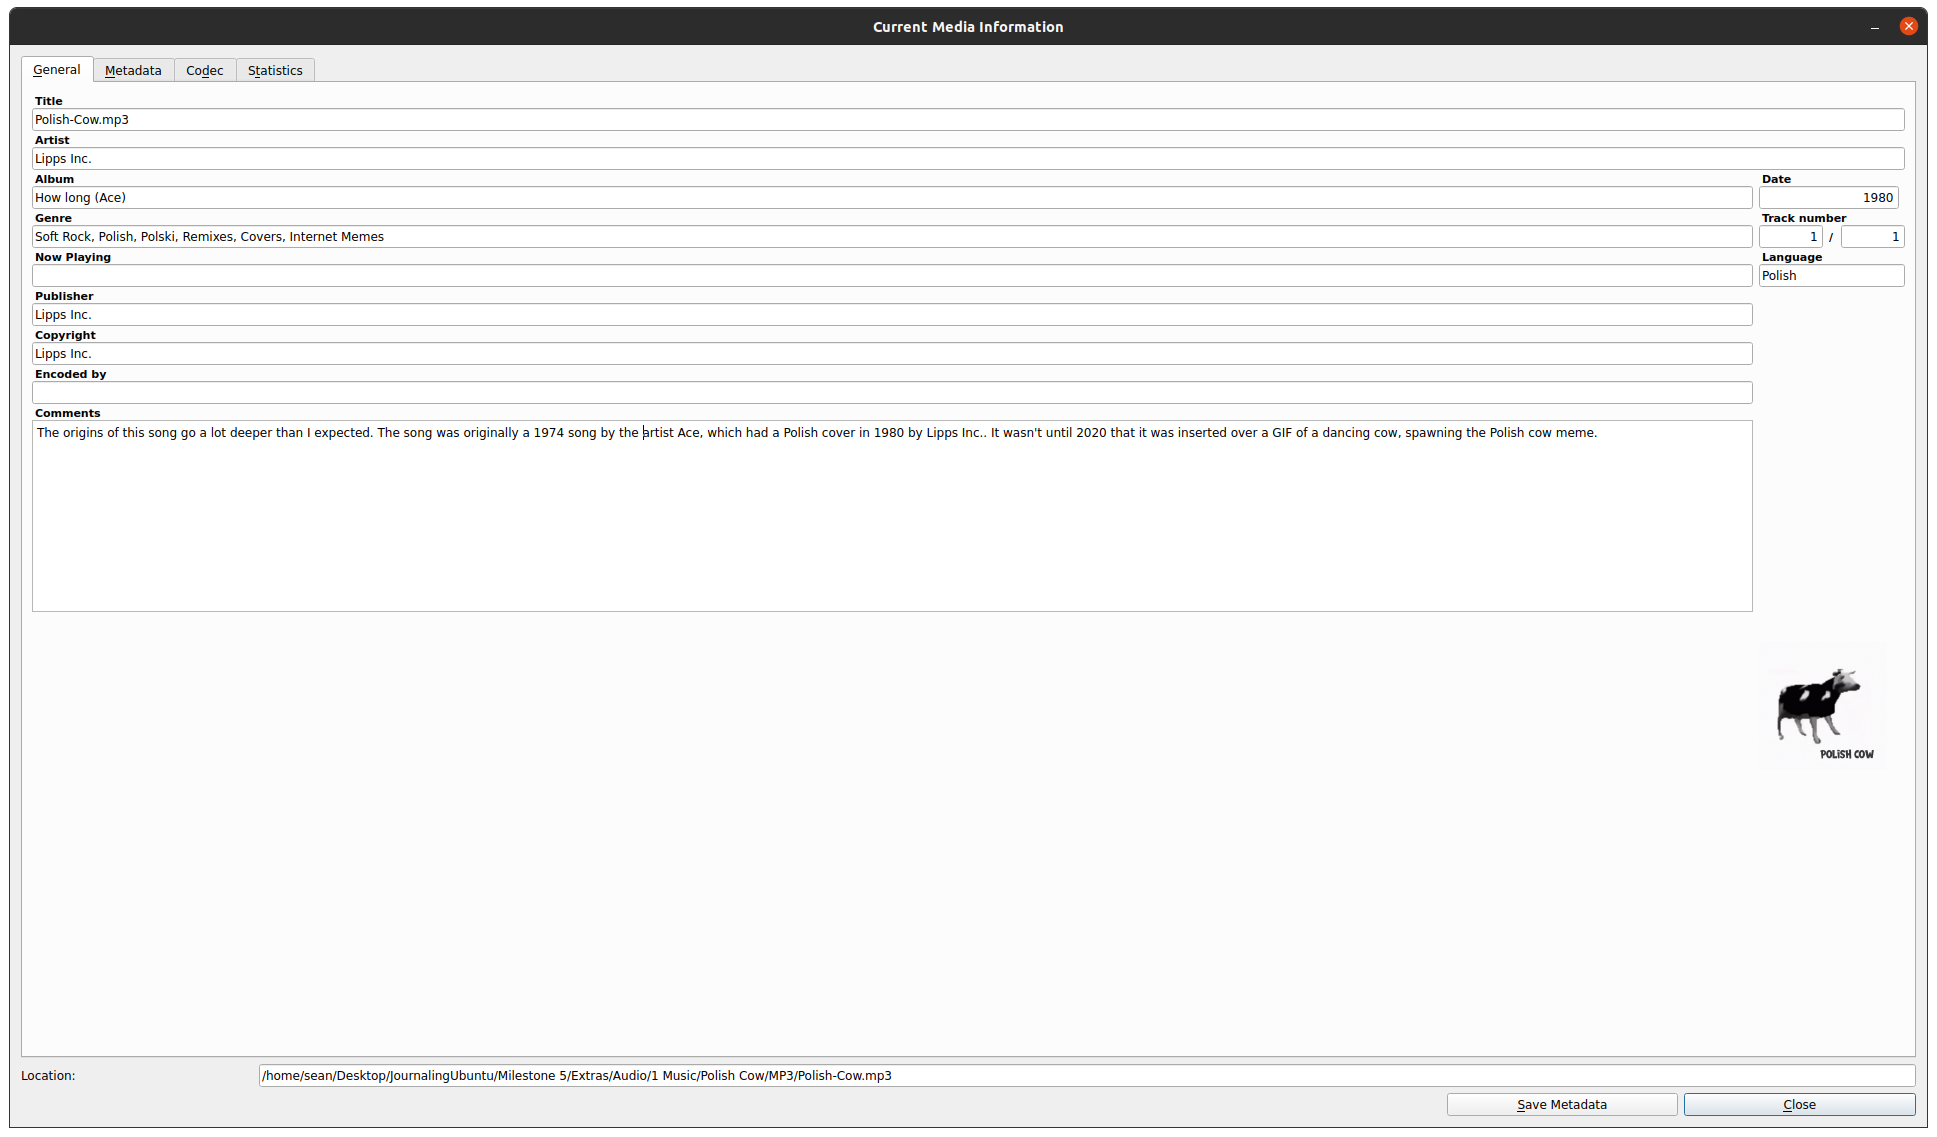 Current Media Information
General Metadata Codec Statistics
Title
Polish-Cow.mp3
Artist
Lipps Inc.
Album Date
How long (Ace) 1980
Genre Track number
Soft Rock, Polish, Polski, Remixes, Covers, Internet Memes 1 / 1
Now Playing Language
Polish
Publisher
Lipps Inc.
Copyright
Lipps Inc.
Encoded by
Comments
The origins of this song go a lot deeper than I expected. The song was originally a 1974 song by the artist Ace, which had a Polish cover in 1980 by Lipps Inc.. It wasn't until 2020 that it was inserted over a GIF of a dancing cow, spawning the Polish cow meme.
POLISH COW
Location: /home/sean/Desktop/JournalingUbuntu/Milestone 5/Extras/Audio/1 Music/Polish Cow/MP3/Polish-Cow.mp3
Save Metadata Close